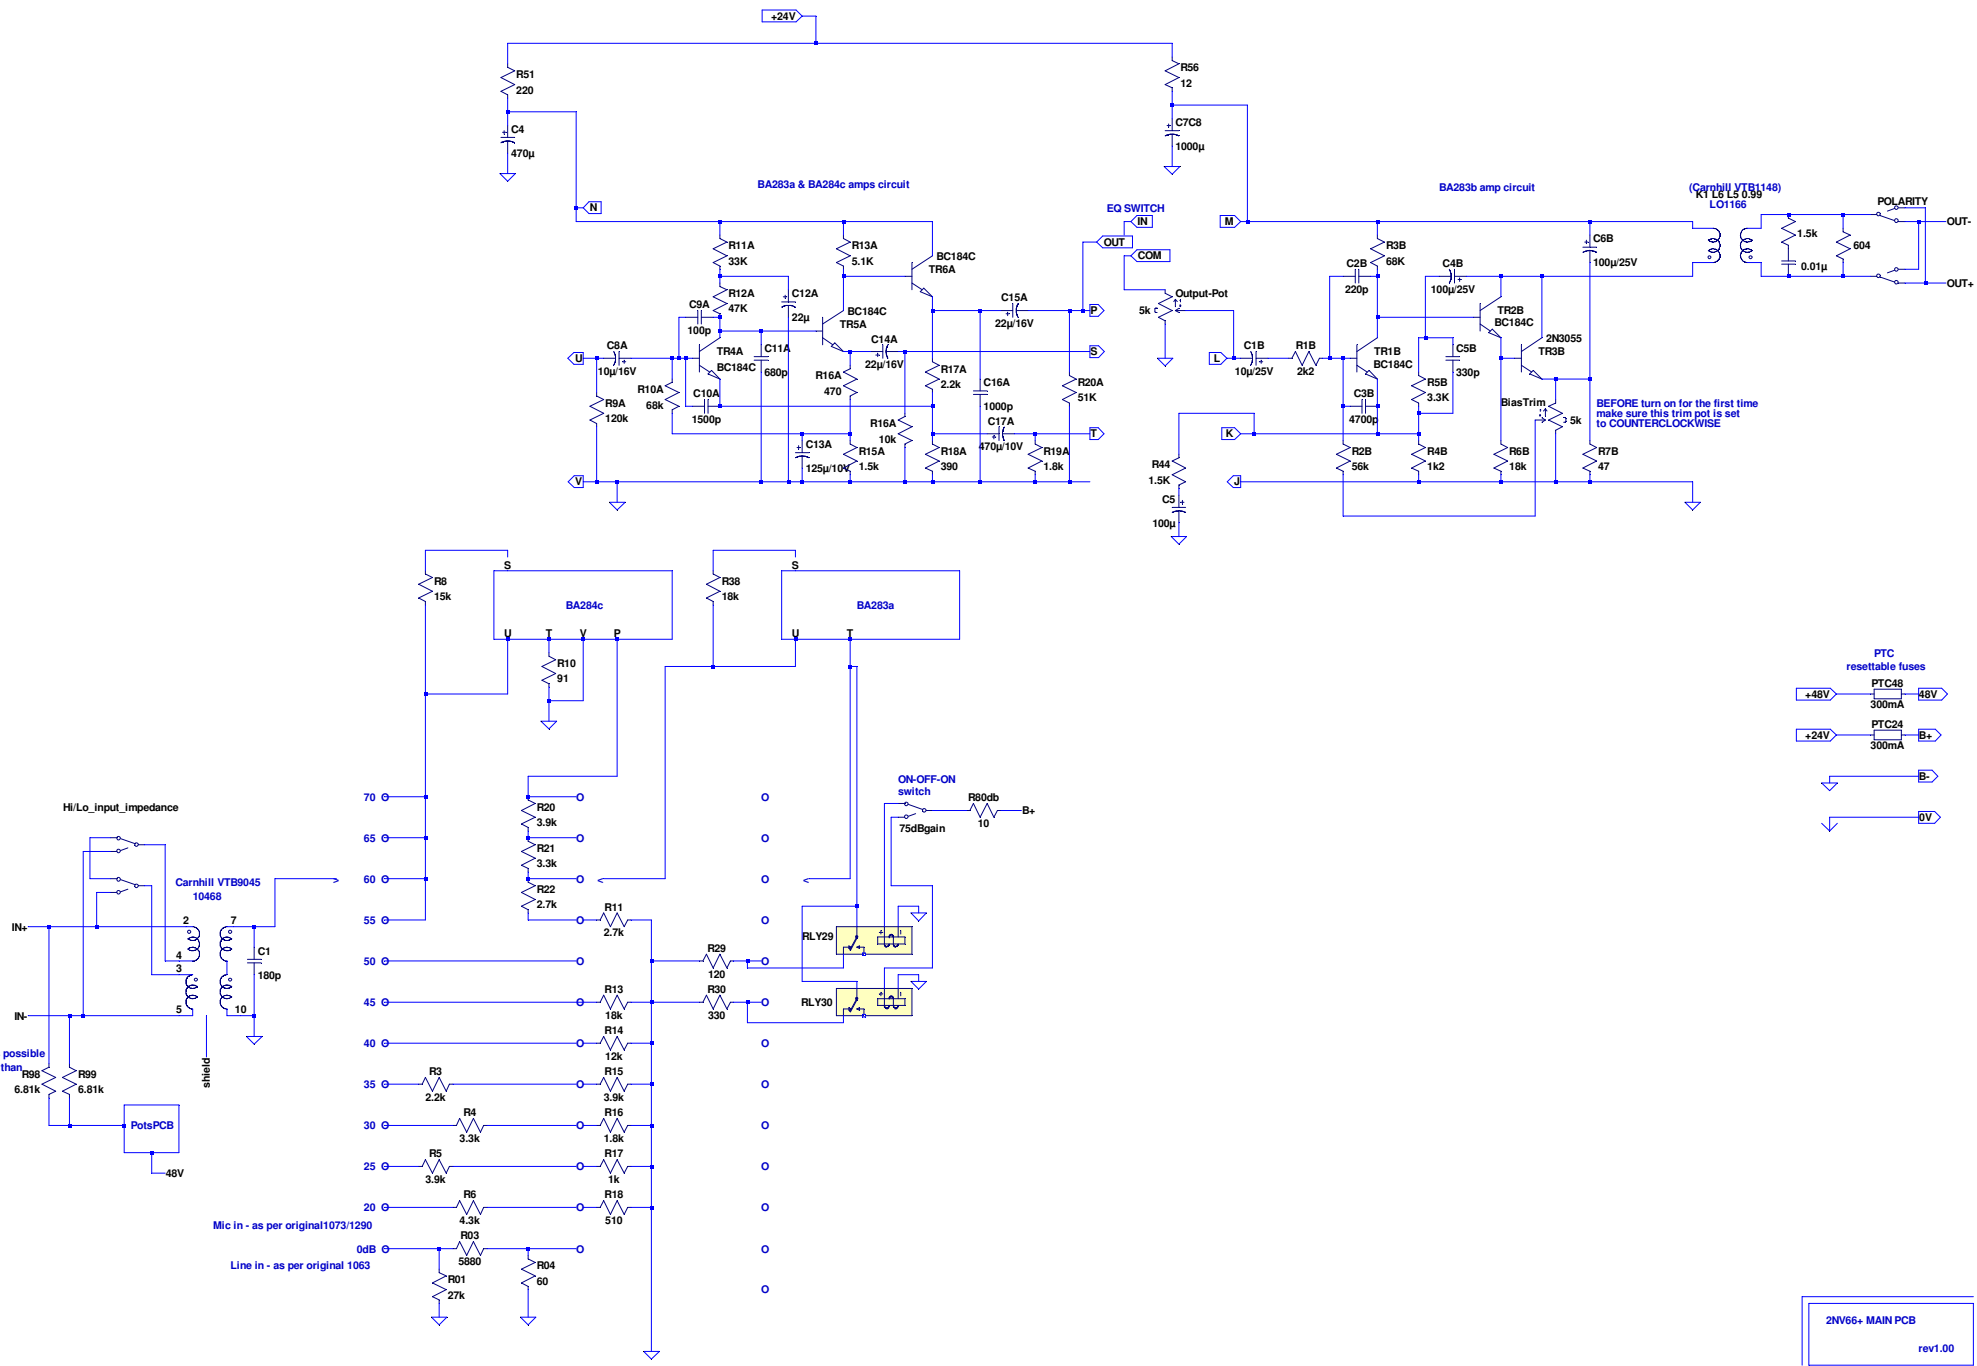 +24V
R51
220
C4
470µ
R56
12
C7C8
1000µ
BA283a & BA284c amps circuit
N
EQ SWITCH
IN
OUT
COM
M
BA283b amp circuit
(Carnhill VTB1148)
K1 L6 L5 0.99
LO1166
POLARITY
OUT-
OUT+
R11A
33K
R12A
47K
R13A
5.1K
BC184C
TR6A
C9A
100p
C12A
22µ
BC184C
TR5A
C15A
22µ/16V
P
U
C8A
10µ/16V
TR4A
BC184C
C11A
680p
C14A
22µ/16V
S
R10A
68k
C10A
1500p
R16A
470
R17A
2.2k
C16A
1000p
R20A
51K
R9A
120k
R16A
10k
C17A
470µ/10V
T
C13A
125µ/10V
R15A
1.5k
R18A
390
R19A
1.8k
V
Output-Pot
5k
L
C1B
10µ/25V
R1B
2k2
C2B
220p
R3B
68K
C4B
100µ/25V
C6B
100µ/25V
1.5k
0.01µ
604
TR2B
BC184C
2N3055
TR3B
TR1B
BC184C
C5B
330p
R5B
3.3K
C3B
4700p
BiasTrim
5k
BEFORE turn on for the first time
make sure this trim pot is set
to COUNTERCLOCKWISE
K
R44
1.5K
C5
100µ
R2B
56k
R4B
1k2
R6B
18k
R7B
47
J
R8
15k
S
BA284c
U T V P
R10
91
R38
18k
S
BA283a
U T
PTC
resettable fuses
+48V
PTC48
300mA
48V
+24V
PTC24
300mA
B+
B-
0V
ON-OFF-ON
switch
75dBgain
R80db
10
B+
Hi/Lo_input_impedance
Carnhill VTB9045
10468
IN+
IN-
2
4
3
5
7
10
C1
180p
shield
possible
than
R98
6.81k
R99
6.81k
PotsPCB
48V
70
R20
3.9k
65
R21
3.3k
60
R22
2.7k
55
R11
2.7k
RLY29
50
R29
120
45
R13
18k
R30
330
RLY30
40
R14
12k
35
R3
2.2k
R15
3.9k
30
R4
3.3k
R16
1.8k
25
R5
3.9k
R17
1k
20
R6
4.3k
R18
510
Mic in - as per original1073/1290
0dB
R03
5880
Line in - as per original 1063
R01
27k
R04
60
2NV66+ MAIN PCB
rev1.00